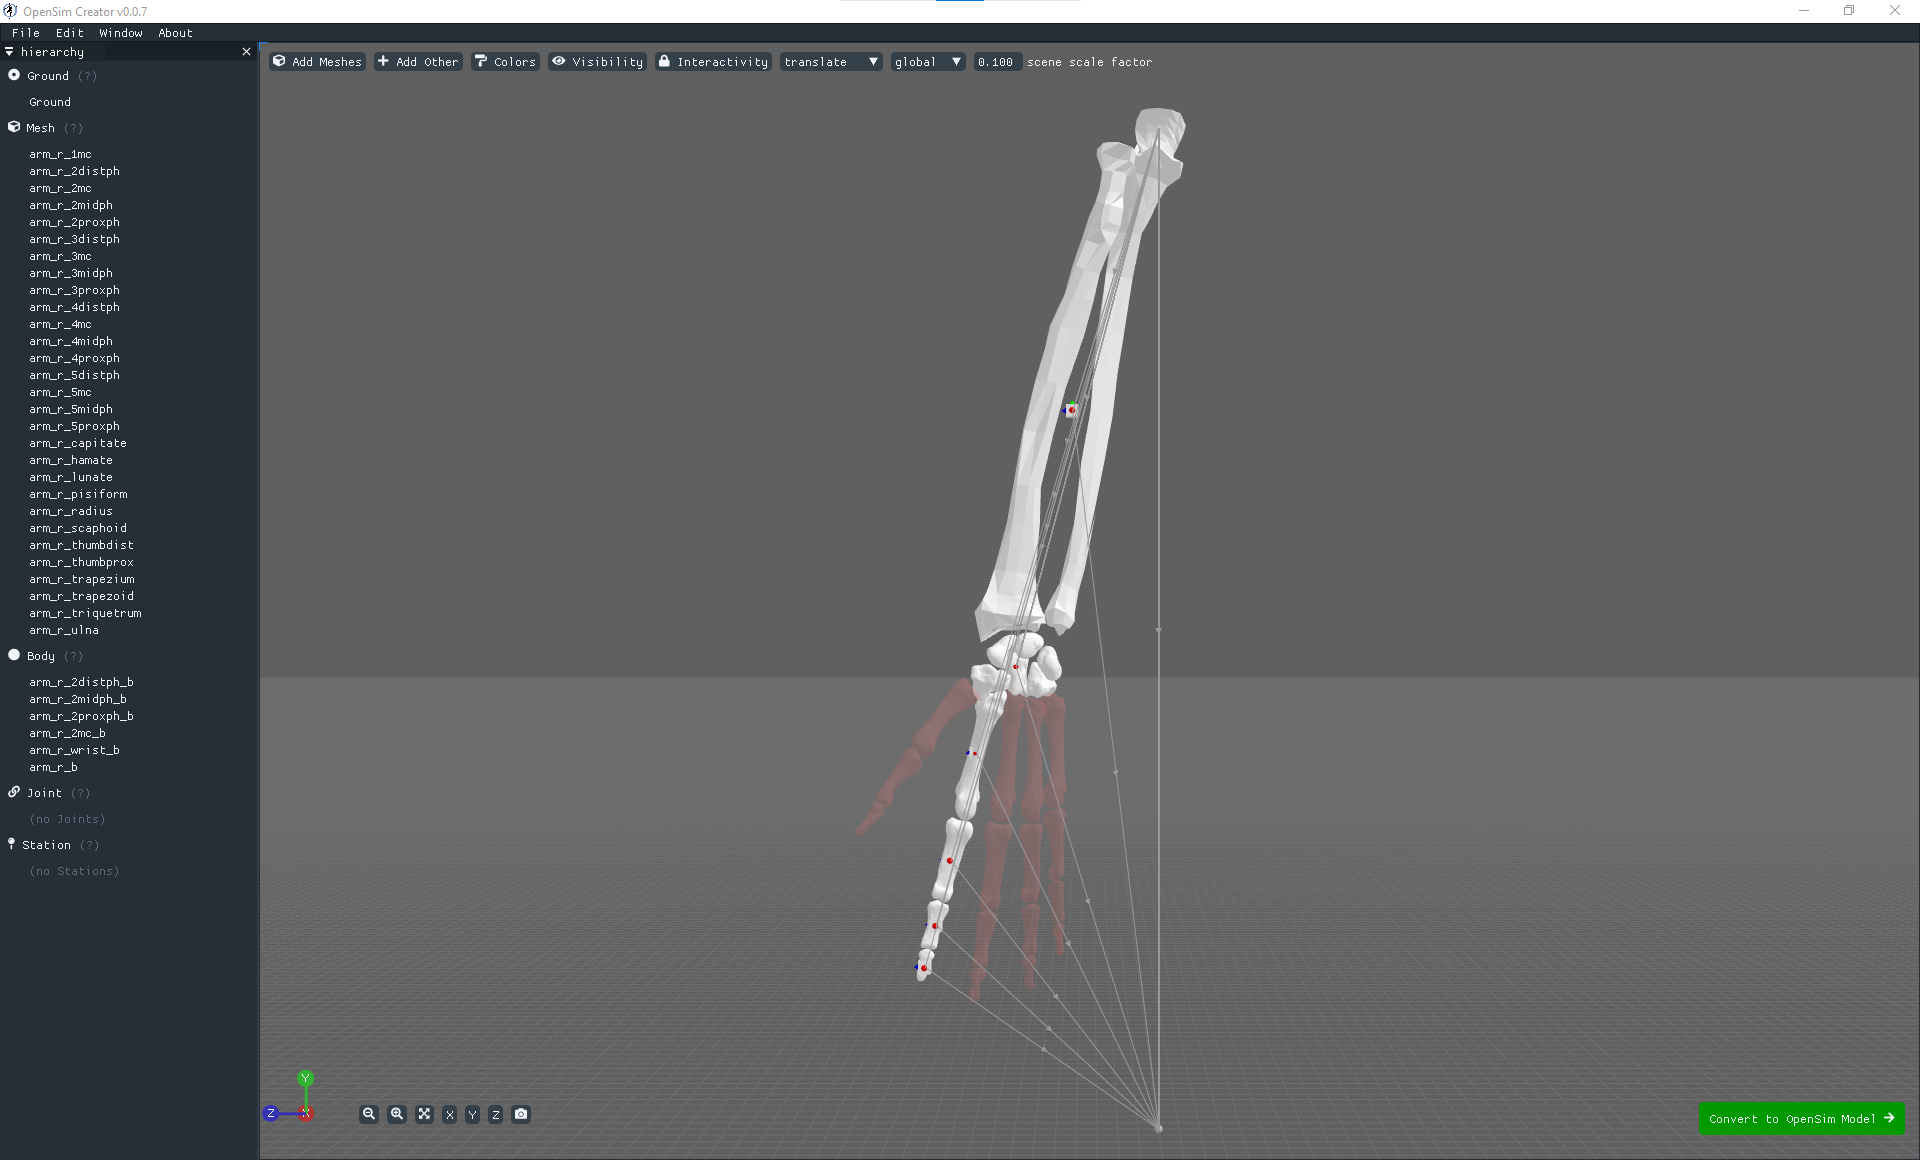 OpenSim Creator v0.0.7
File Edit Window About
hierarchy
Ground (?)
Ground
Mesh (?)
arm_r_1mc
arm_r_2distph
arm_r_2mc
arm_r_2midph
arm_r_2proxph
arm_r_3distph
arm_r_3mc
arm_r_3midph
arm_r_3proxph
arm_r_4distph
arm_r_4mc
arm_r_4midph
arm_r_4proxph
arm_r_5distph
arm_r_5mc
arm_r_5midph
arm_r_5proxph
arm_r_capitate
arm_r_hamate
arm_r_lunate
arm_r_pisiform
arm_r_radius
arm_r_scaphoid
arm_r_thumbdist
arm_r_thumbprox
arm_r_trapezium
arm_r_trapezoid
arm_r_triquetrum
arm_r_ulna
Body (?)
arm_r_2distph_b
arm_r_2midph_b
arm_r_2proxph_b
arm_r_2mc_b
arm_r_wrist_b
arm_r_b
Joint (?)
(no Joints)
Station (?)
(no Stations)
Add Meshes Add Other Colors Visibility Interactivity translate global 0.100 scene scale factor
Y
Z X
X Y Z
Convert to OpenSim Model